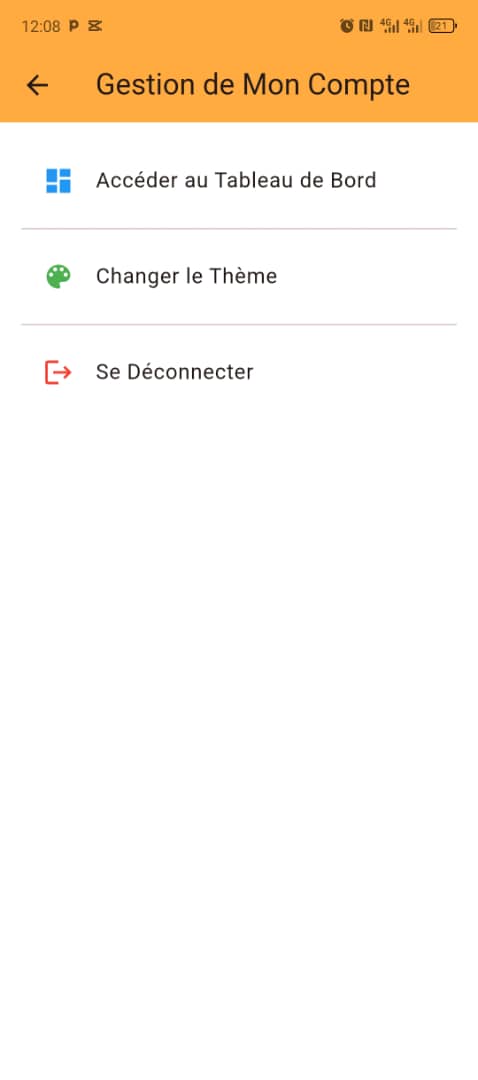 12:08
4G 4G 21
Gestion de Mon Compte
Accéder au Tableau de Bord
Changer le Thème
Se Déconnecter